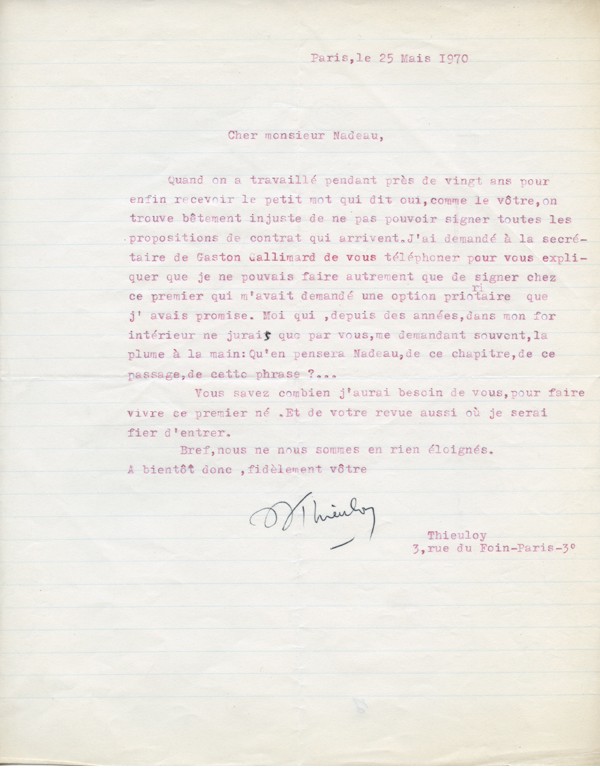 Paris,le 25 Mais 1970
Cher monsieur Nadeau,
Quand on a travaillé pendant près de vingt ans pour
enfin recevoir le petit mot qui dit oui,comme le vôtre,on
trouve bêtement injuste de ne pas pouvoir signer toutes les
propositions de contrat qui arrivent.J'ai demandé à la secré-
taire de Gaston Gallimard de vous téléphoner pour vous expli-
quer que je ne pouvais faire autrement que de signer chez
ce premier qui m'avait demandé une option prioritaire que
j' avais promise. Moi qui ,depuis des années,dans mon for
intérieur ne jurais que par vous,me demandant souvent,la
plume à la main:Qu'en pensera Nadeau,de ce chapitre,de ce
passage,de cette phrase ?...
Vous savez combien j'aurai besoin de vous,pour faire
vivre ce premier né .Et de votre revue aussi où je serai
fier d'entrer.
Bref,nous ne nous sommes en rien éloignés.
A bientôt donc ,fidèlement vôtre
Thieuloy
Thieuloy
3,rue du Foin-Paris-3°